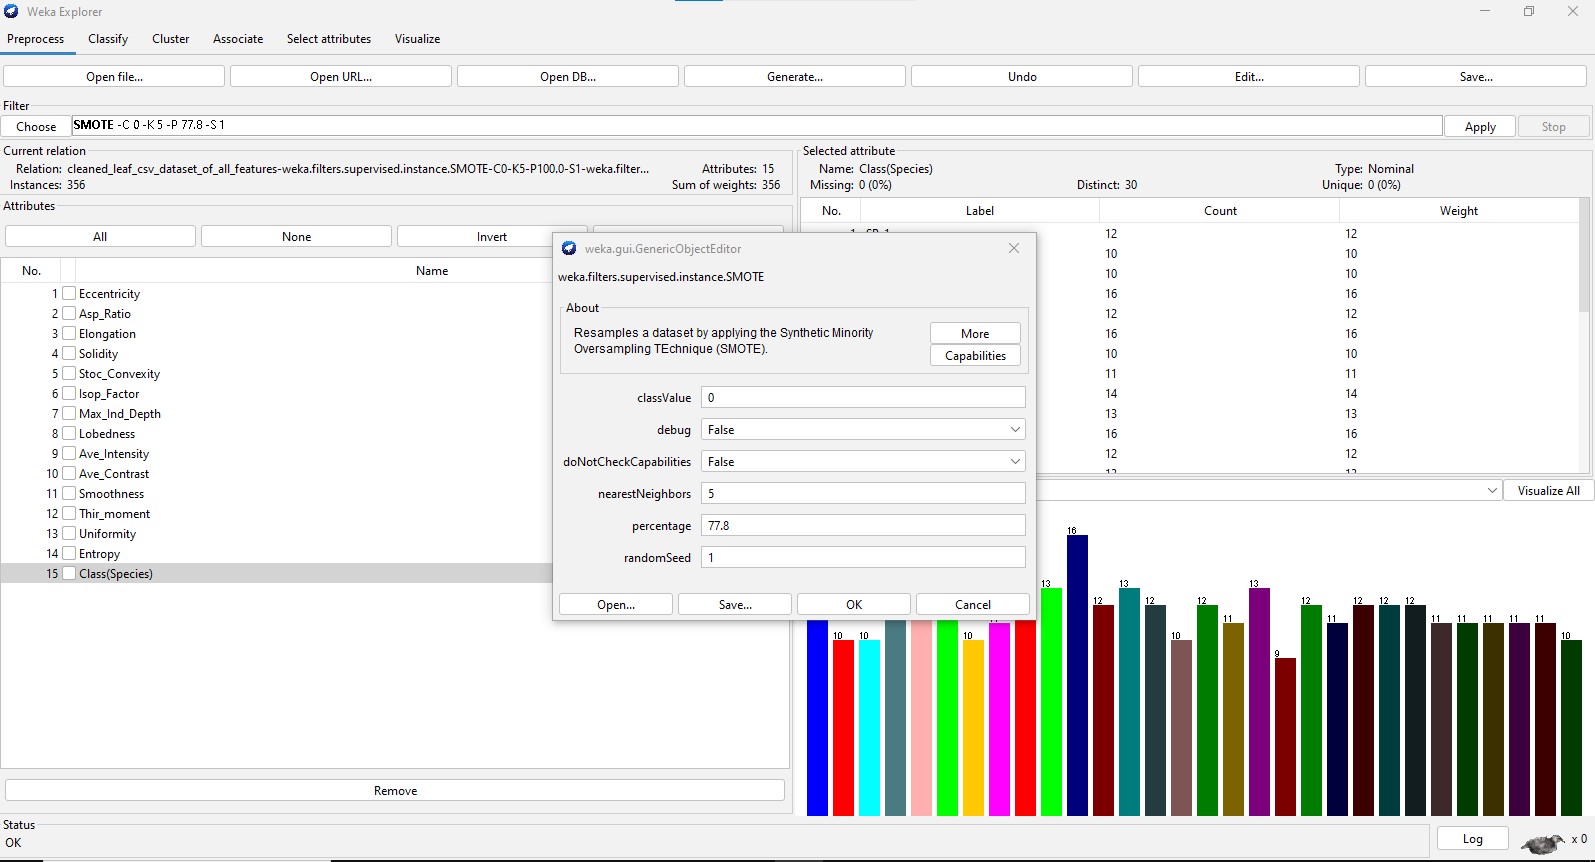 Weka Explorer
Preprocess Classify Cluster Associate Select attributes Visualize
Open file... Open URL... Open DB... Generate... Undo Edit... Save...
Filter
Choose SMOTE -C 0 -K 5 -P 77.8 -S 1 Apply Stop
Current relation
Relation: cleaned_leaf_csv_dataset_of_all_features-weka.filters.supervised.instance.SMOTE-C0-K5-P100.0-S1-weka.filter... Attributes: 15
Instances: 356 Sum of weights: 356
Selected attribute
Name: Class(Species) Type: Nominal
Missing: 0 (0%) Distinct: 30 Unique: 0 (0%)
Attributes
All None Invert
No. Name
1 Eccentricity
2 Asp_Ratio
3 Elongation
4 Solidity
5 Stoc_Convexity
6 Isop_Factor
7 Max_Ind_Depth
8 Lobedness
9 Ave_Intensity
10 Ave_Contrast
11 Smoothness
12 Thir_moment
13 Uniformity
14 Entropy
15 Class(Species)
Remove
No. Label Count Weight
12 12
10 10
10 10
16 16
12 12
16 16
10 10
11 11
14 14
13 13
16 16
12 12
12 12
weka.gui.GenericObjectEditor
weka.filters.supervised.instance.SMOTE
About
Resamples a dataset by applying the Synthetic Minority
Oversampling TEchnique (SMOTE).
More
Capabilities
classValue 0
debug False
doNotCheckCapabilities False
nearestNeighbors 5
percentage 77.8
randomSeed 1
Open... Save... OK Cancel
Visualize All
10 10 10 13 16 12 13 12 10 12 11 13 9 12 11 12 12 12 11 11 11 11 11 10
Status
OK
Log x 0